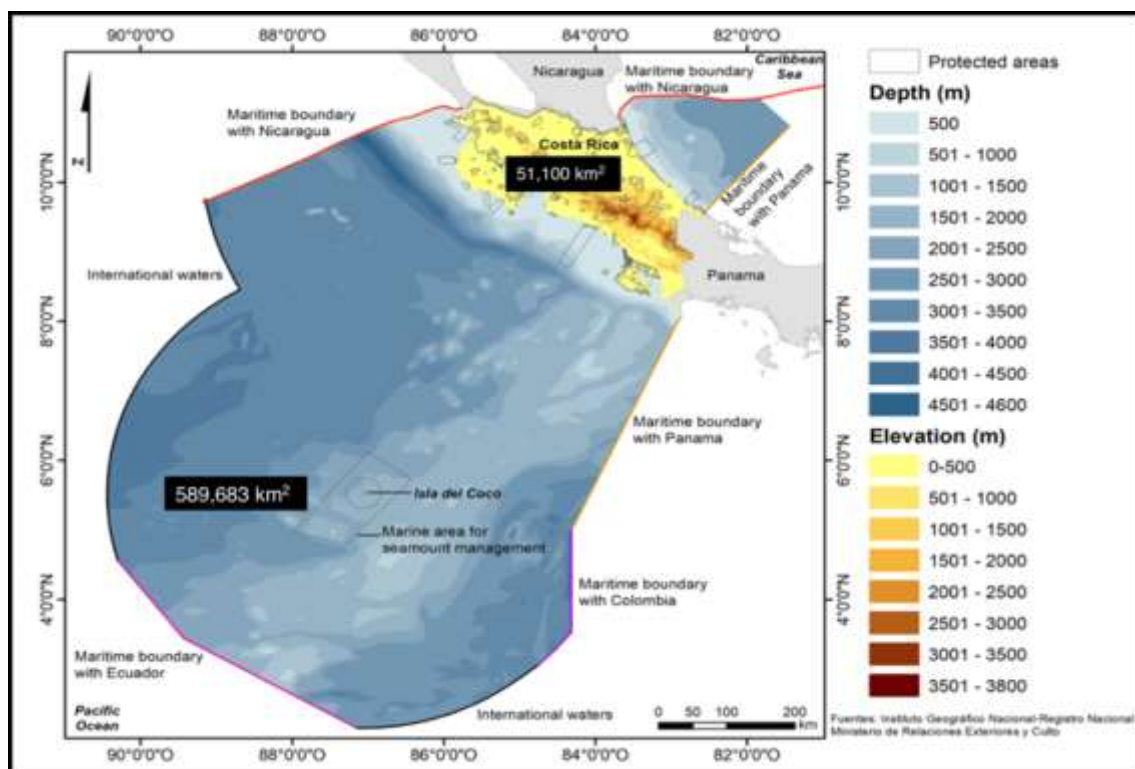 90°0'0"O
88°0'0"O
86°0'0"O
84°0'0"O
82°0'0"O
Nicaragua
Maritime boundary
with Nicaragua
Caribbean
Sea
Maritime boundary
with Nicaragua
N
Costa Rica
51,100 km²
Maritime
boundary
with Panama
10°0'0"N
10°0'0"N
International waters
Panama
8°0'0"N
8°0'0"N
Maritime boundary
with Panama
6°0'0"N
6°0'0"N
589,683 km²
Isla del Coco
Marine area for
seamount management
Maritime boundary
with Colombia
4°0'0"N
4°0'0"N
Maritime boundary
with Ecuador
Pacific
Ocean
International waters
0 50 100 200
km
90°0'0"O
88°0'0"O
86°0'0"O
84°0'0"O
82°0'0"O
Protected areas
Depth (m)
500
501 - 1000
1001 - 1500
1501 - 2000
2001 - 2500
2501 - 3000
3001 - 3500
3501 - 4000
4001 - 4500
4501 - 4600
Elevation (m)
0-500
501 - 1000
1001 - 1500
1501 - 2000
2001 - 2500
2501 - 3000
3001 - 3500
3501 - 3800
Fuentes: Instituto Geográfico Nacional-Registro Nacional
Ministerio de Relaciones Exteriores y Culto